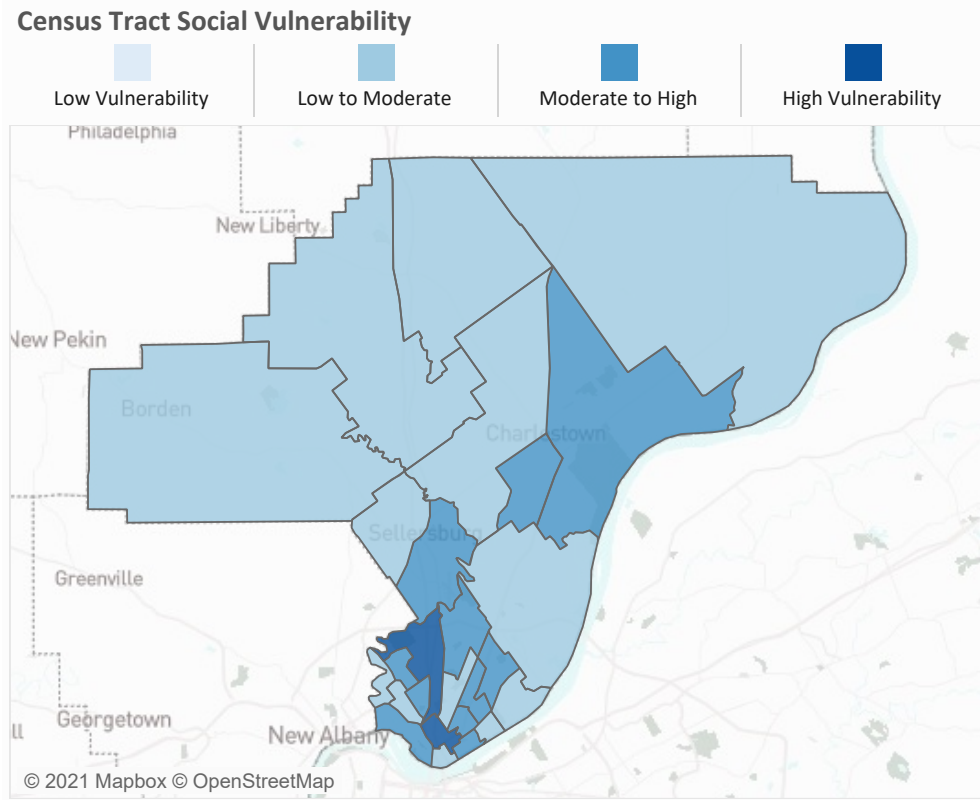 Census Tract Social Vulnerability
Low Vulnerability
Low to Moderate
Moderate to High
High Vulnerability
Philadelphia
New Liberty
New Pekin
Borden
Charlestown
Sellersburg
Greenville
Georgetown
ll
New Albany
© 2021 Mapbox © OpenStreetMap